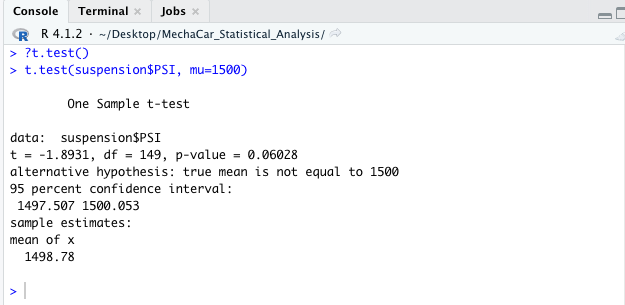 Console Terminal × Jobs ×
R R 4.1.2 · ~/Desktop/MechaCar_Statistical_Analysis/
> ?t.test()
> t.test(suspension$PSI, mu=1500)
One Sample t-test
data:  suspension$PSI
t = -1.8931, df = 149, p-value = 0.06028
alternative hypothesis: true mean is not equal to 1500
95 percent confidence interval:
 1497.507 1500.053
sample estimates:
mean of x
  1498.78
>